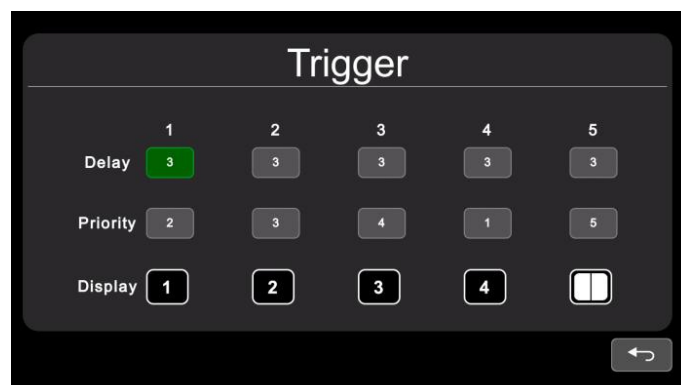 Trigger
1 2 3 4 5
Delay 3 3 3 3 3
Priority 2 3 4 1 5
Display 1 2 3 4